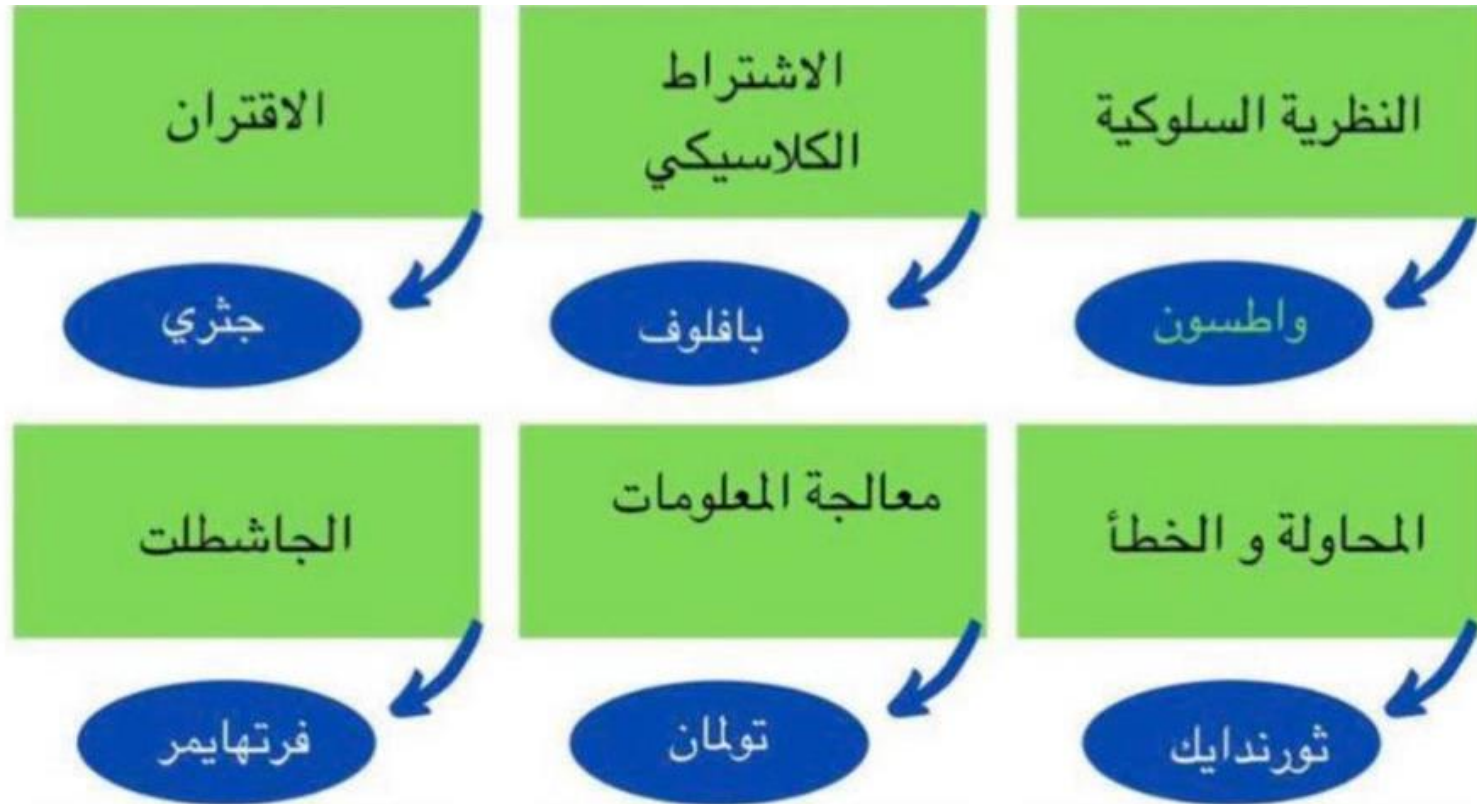 النظرية السلوكية
واطسون
الاشتراط
الكلاسيكي
بافلوف
الاقتران
جثري
المحاولة و الخطأ
ثورندايك
معالجة المعلومات
تولمان
الجاشطلت
فرتهايمر